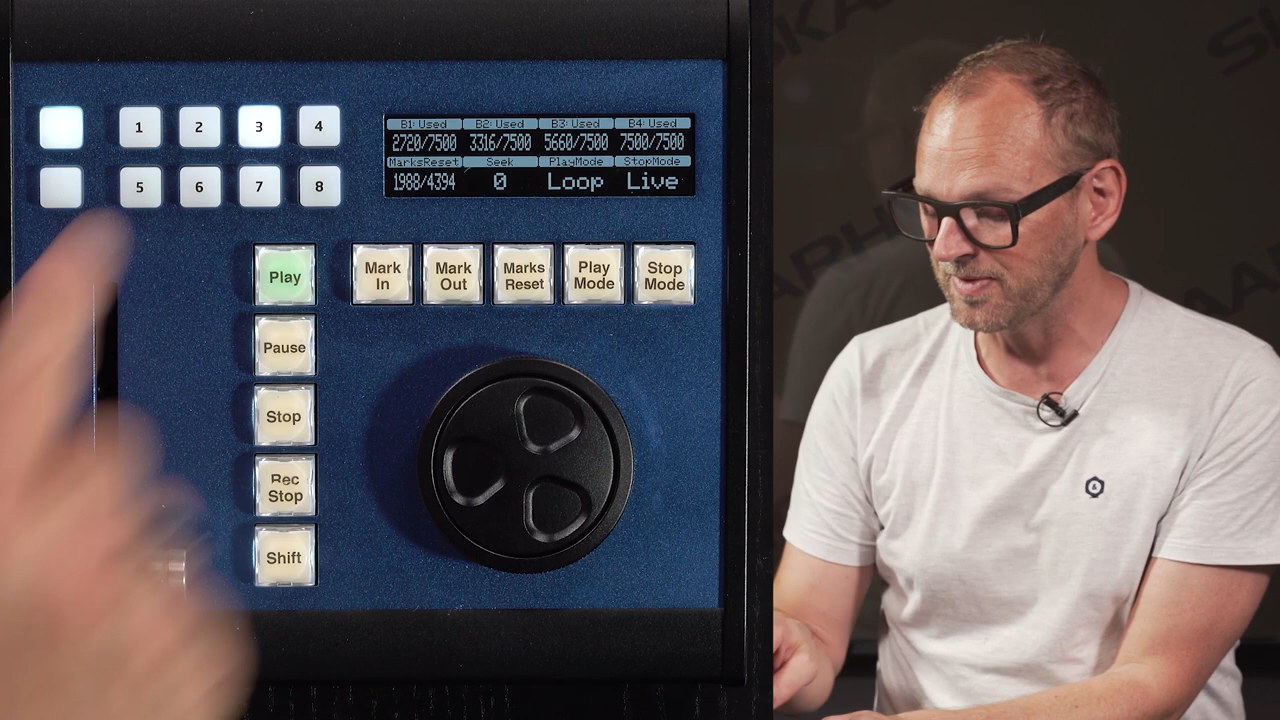 1 2 3 4
5 6 7 8
B1: Used B2: Used B3: Used B4: Used
2720/7500 3316/7500 5660/7500 7500/7500
MarksReset Seek PlayMode StopMode
1988/4394 0 Loop Live
Play
Mark In
Mark Out
Marks Reset
Play Mode
Stop Mode
Pause
Stop
Rec Stop
Shift
&